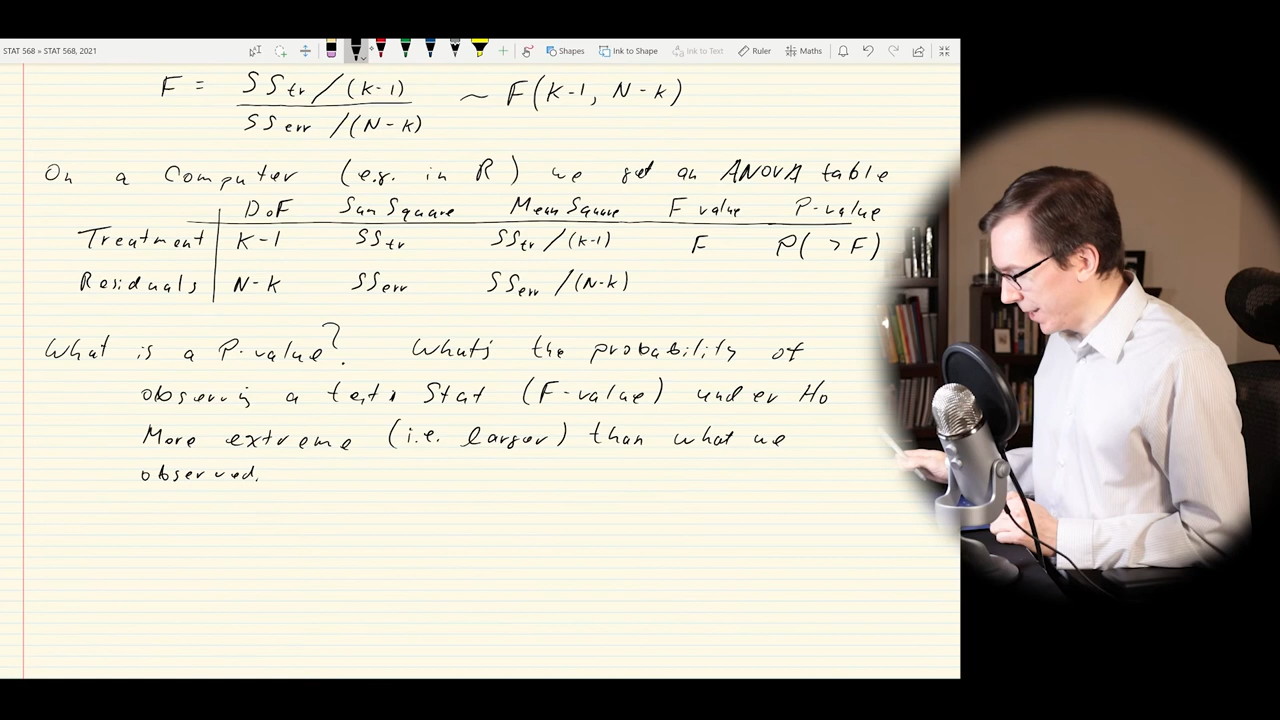 STAT 568 » STAT 568, 2021
Shapes Ink to Shape Ink to Text Ruler Maths
F = SStr/(k-1) / SSerr/(N-k) ~ F(k-1, N-k)
On a Computer (e.g. in R) we get an ANOVA table
DoF Sum Square Mean Square F value P-value
Treatment k-1 SStr SStr/(k-1) F P( >F)
Residuals N-k SSerr SSerr/(N-k)
What is a P-value? What's the probability of
observing a test Stat (F-value) under Ho
More extreme (i.e. larger) than what we
observed.